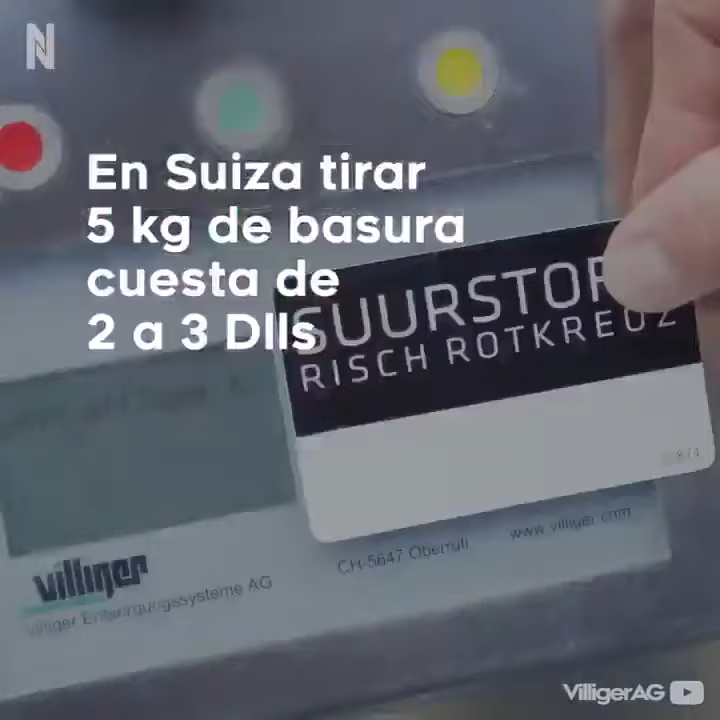 N
En Suiza tirar
5 kg de basura
cuesta de
2 a 3 Dlls
SUURSTOF
RISCH ROTKREUZ
villiger
Villiger Entsorgungssysteme AG
CH-5647 Oberrüti
www.villiger.com
VilligerAG